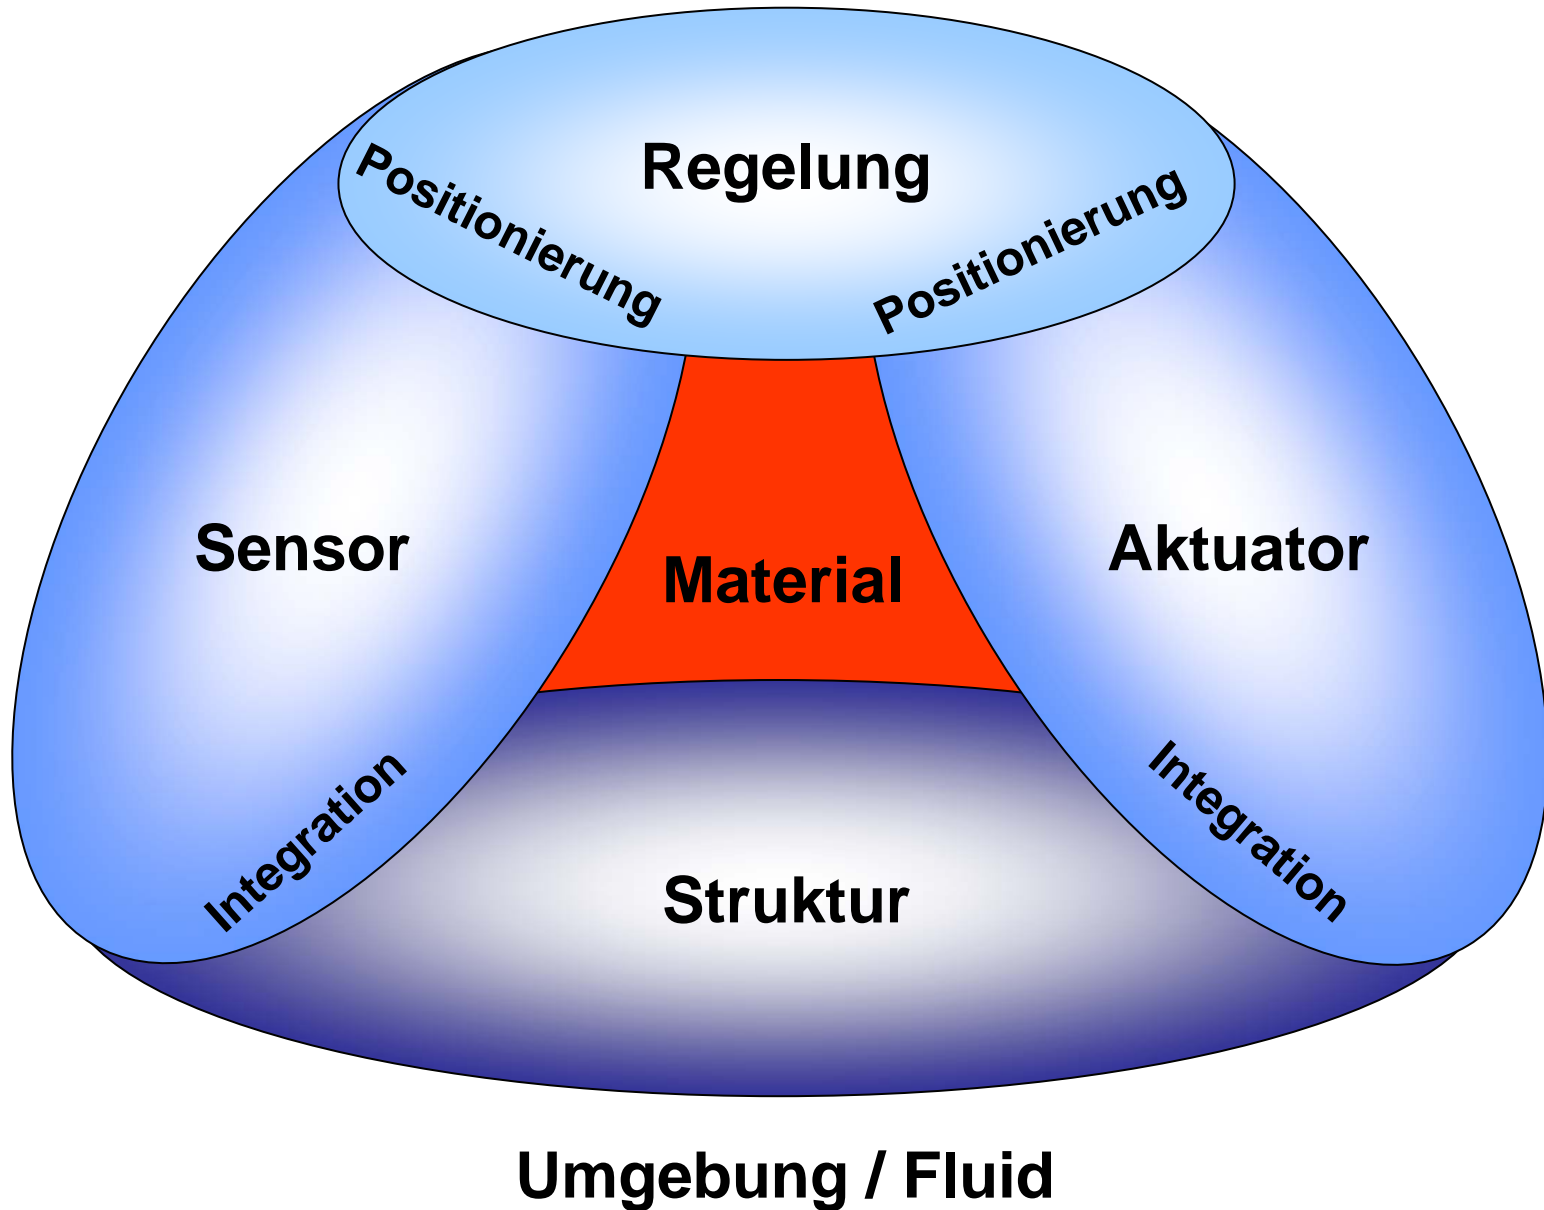 Regelung
Positionierung
Positionierung
Sensor
Material
Aktuator
Integration
Integration
Struktur
Umgebung / Fluid